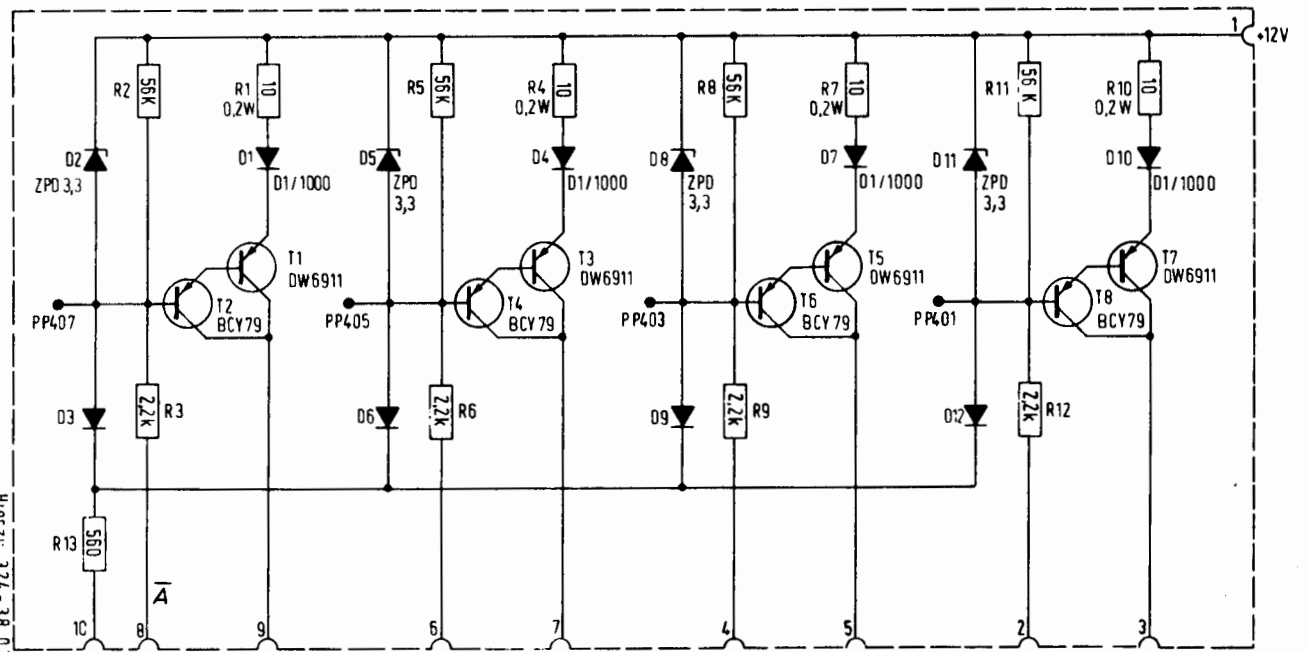 1
+12V
R2
56K
R1
0,2W
10
R5
56K
R4
0,2W
10
R8
56K
R7
0,2W
10
R11
56 K
R10
0,2W
10
D2
ZPD 3,3
D1
D1/1000
D5
ZPD
3,3
D4
D1/1000
D8
ZPD
3,3
D7
D1/1000
D11
ZPD
3,3
D10
D1/1000
T1
DW6911
T3
DW6911
T5
DW6911
T7
DW6911
PP407
T2
BCY79
PP405
T4
BCY79
PP403
T6
BCY79
PP401
T8
BCY79
D3
2,2k
R3
D6
2,2k
R6
D9
2,2k
R9
D12
2,2k
R12
R13
560
A̅
10
8
9
6
7
4
5
2
3